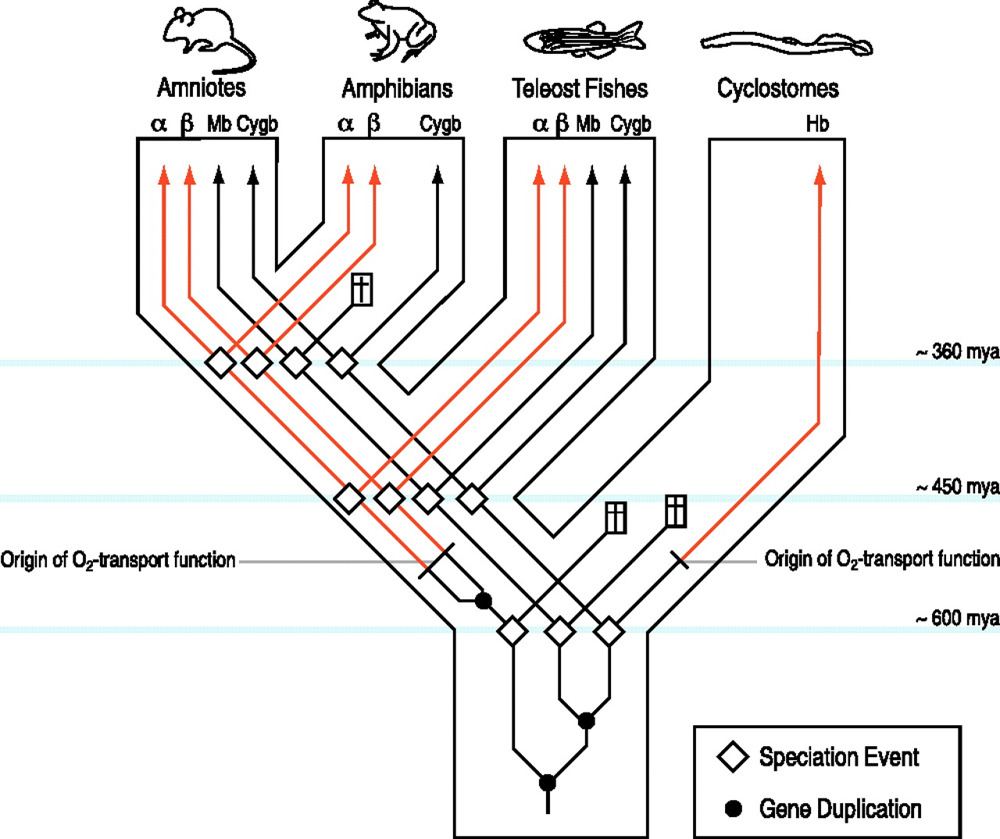 Amniotes Amphibians Teleost Fishes Cyclostomes
α β Mb Cygb α β Cygb α β Mb Cygb Hb
~ 360 mya
~ 450 mya
Origin of O₂-transport function Origin of O₂-transport function
~ 600 mya
Speciation Event
Gene Duplication